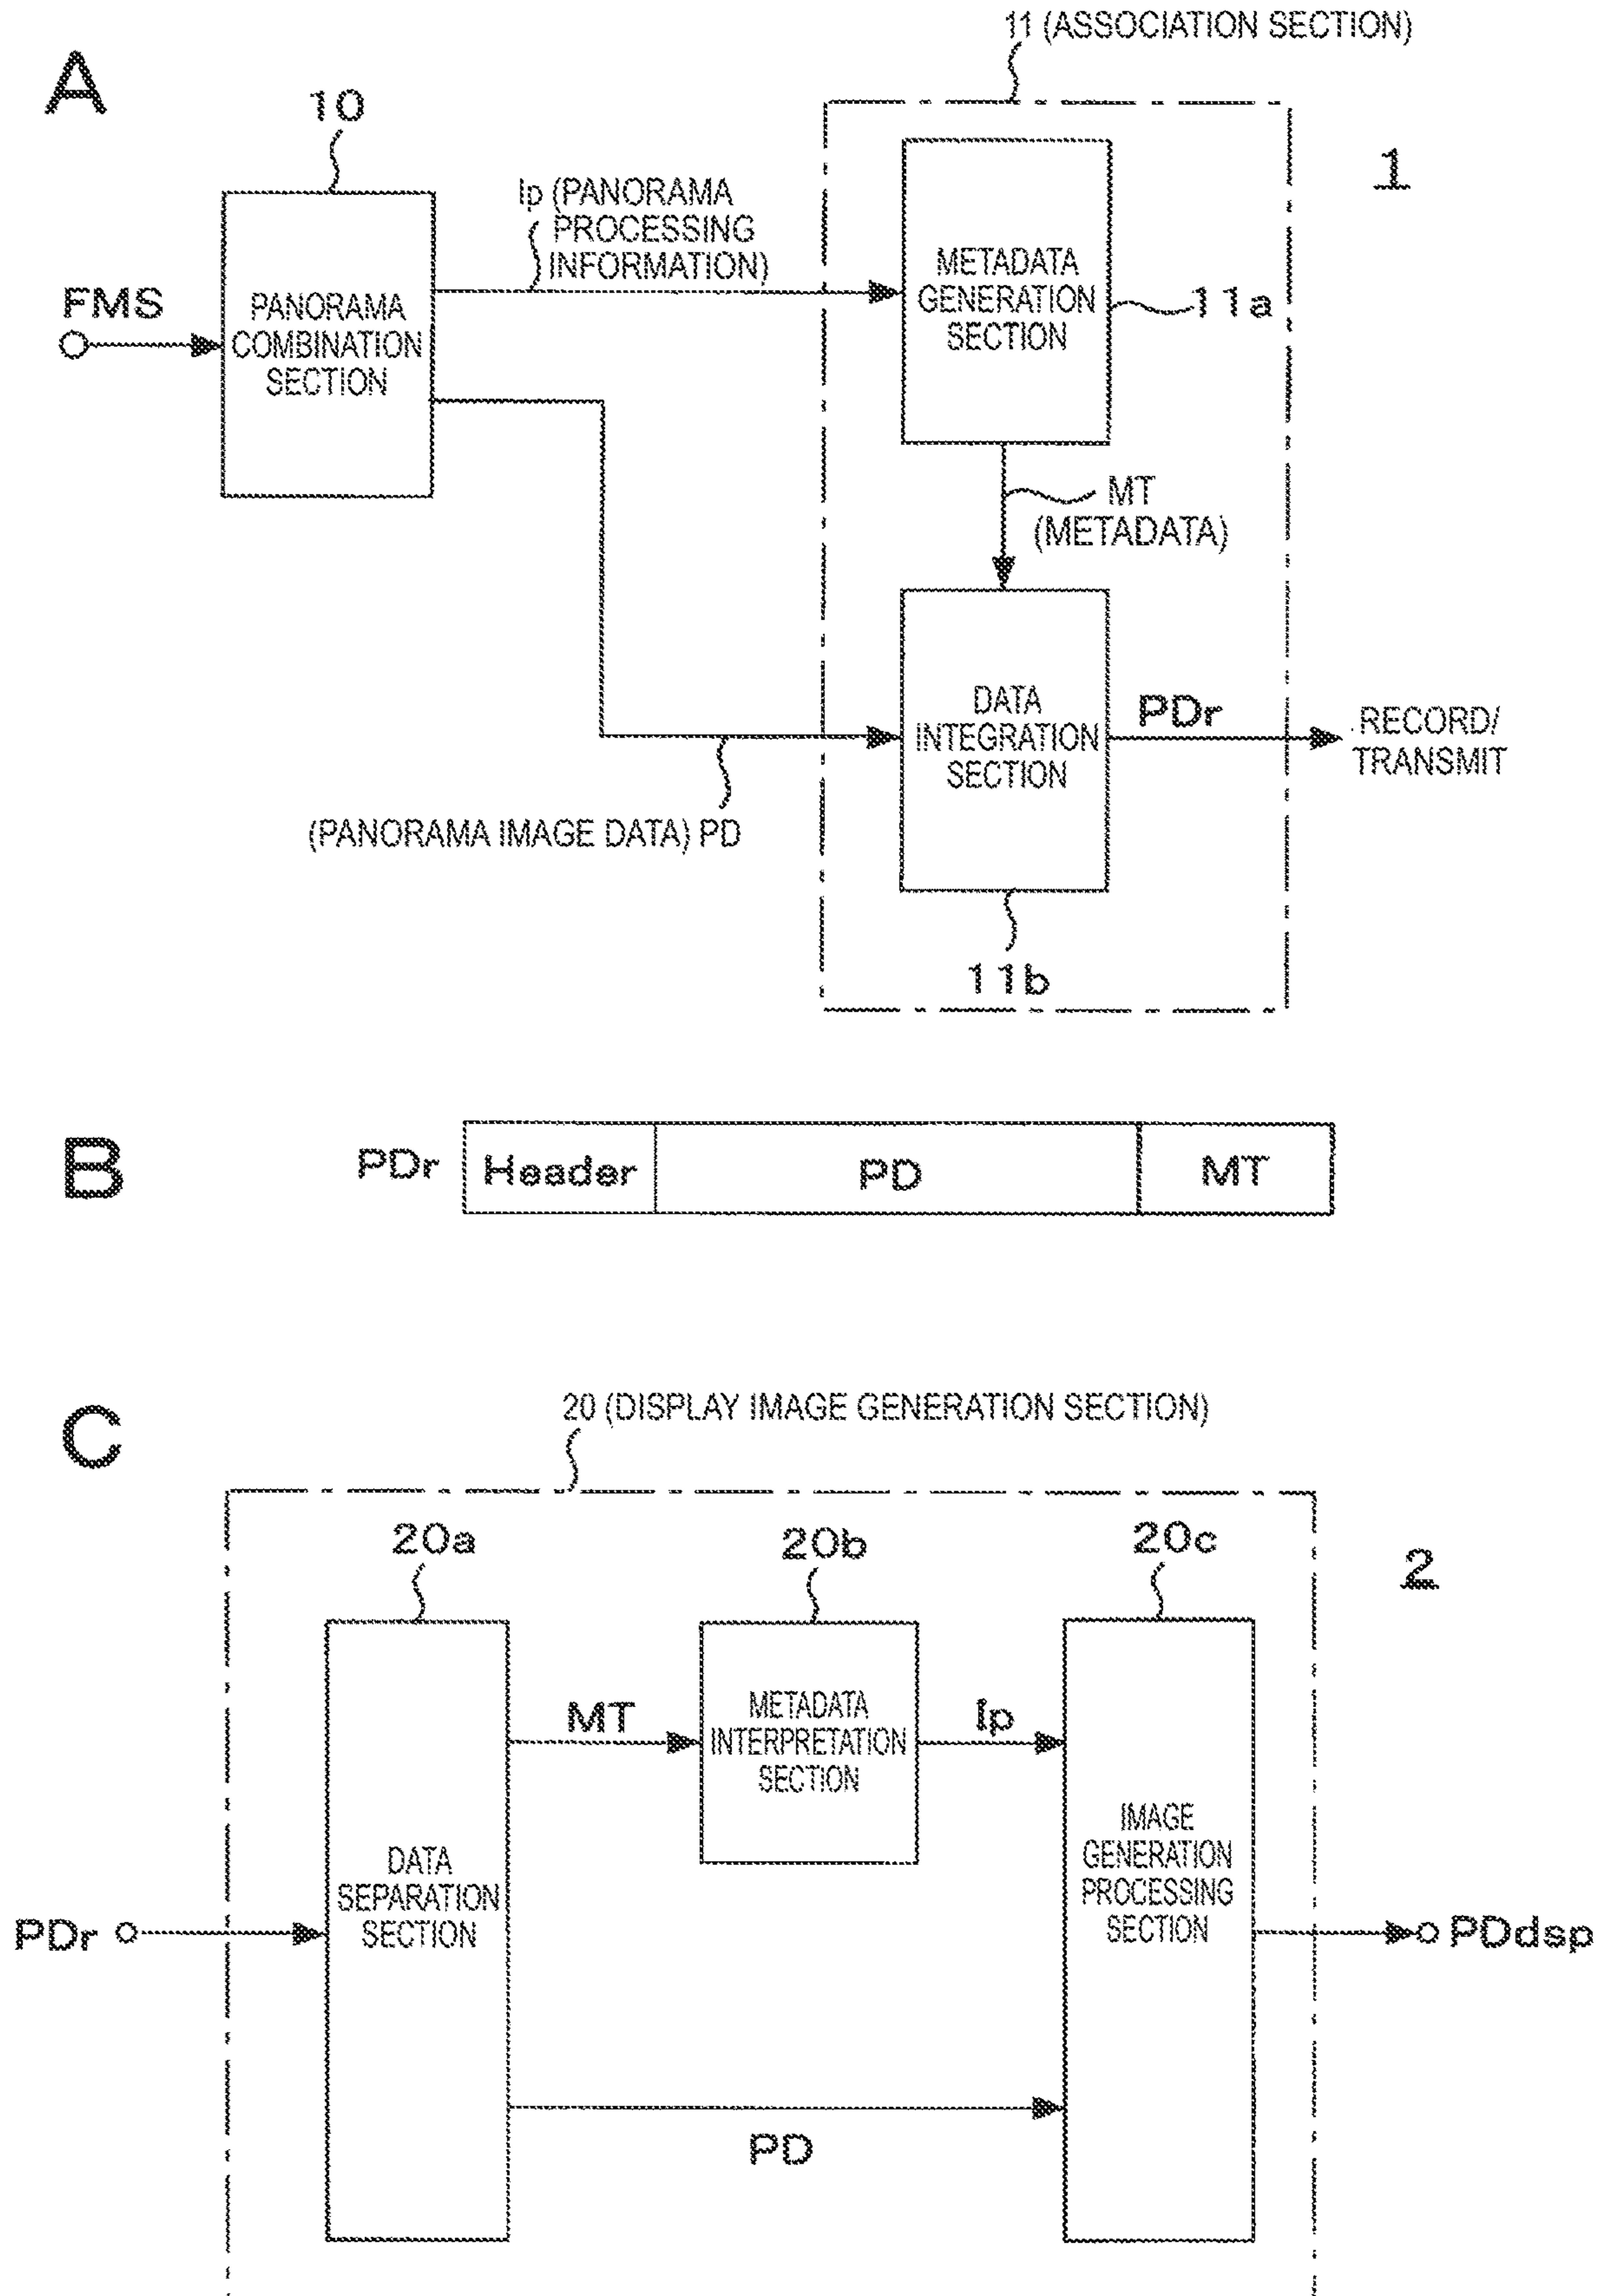 11 (ASSOCIATION SECTION)
A
10
1
Ip (PANORAMA
PROCESSING
INFORMATION)
METADATA
GENERATION
SECTION
11a
FMS
PANORAMA
COMBINATION
SECTION
MT
(METADATA)
DATA
INTEGRATION
SECTION
PDr
RECORD/
TRANSMIT
(PANORAMA IMAGE DATA) PD
11b
B
PDr
Header
PD
MT
C
20 (DISPLAY IMAGE GENERATION SECTION)
20a
20b
20c
2
MT
METADATA
INTERPRETATION
SECTION
Ip
DATA
SEPARATION
SECTION
IMAGE
GENERATION
PROCESSING
SECTION
PDr
PDdsp
PD